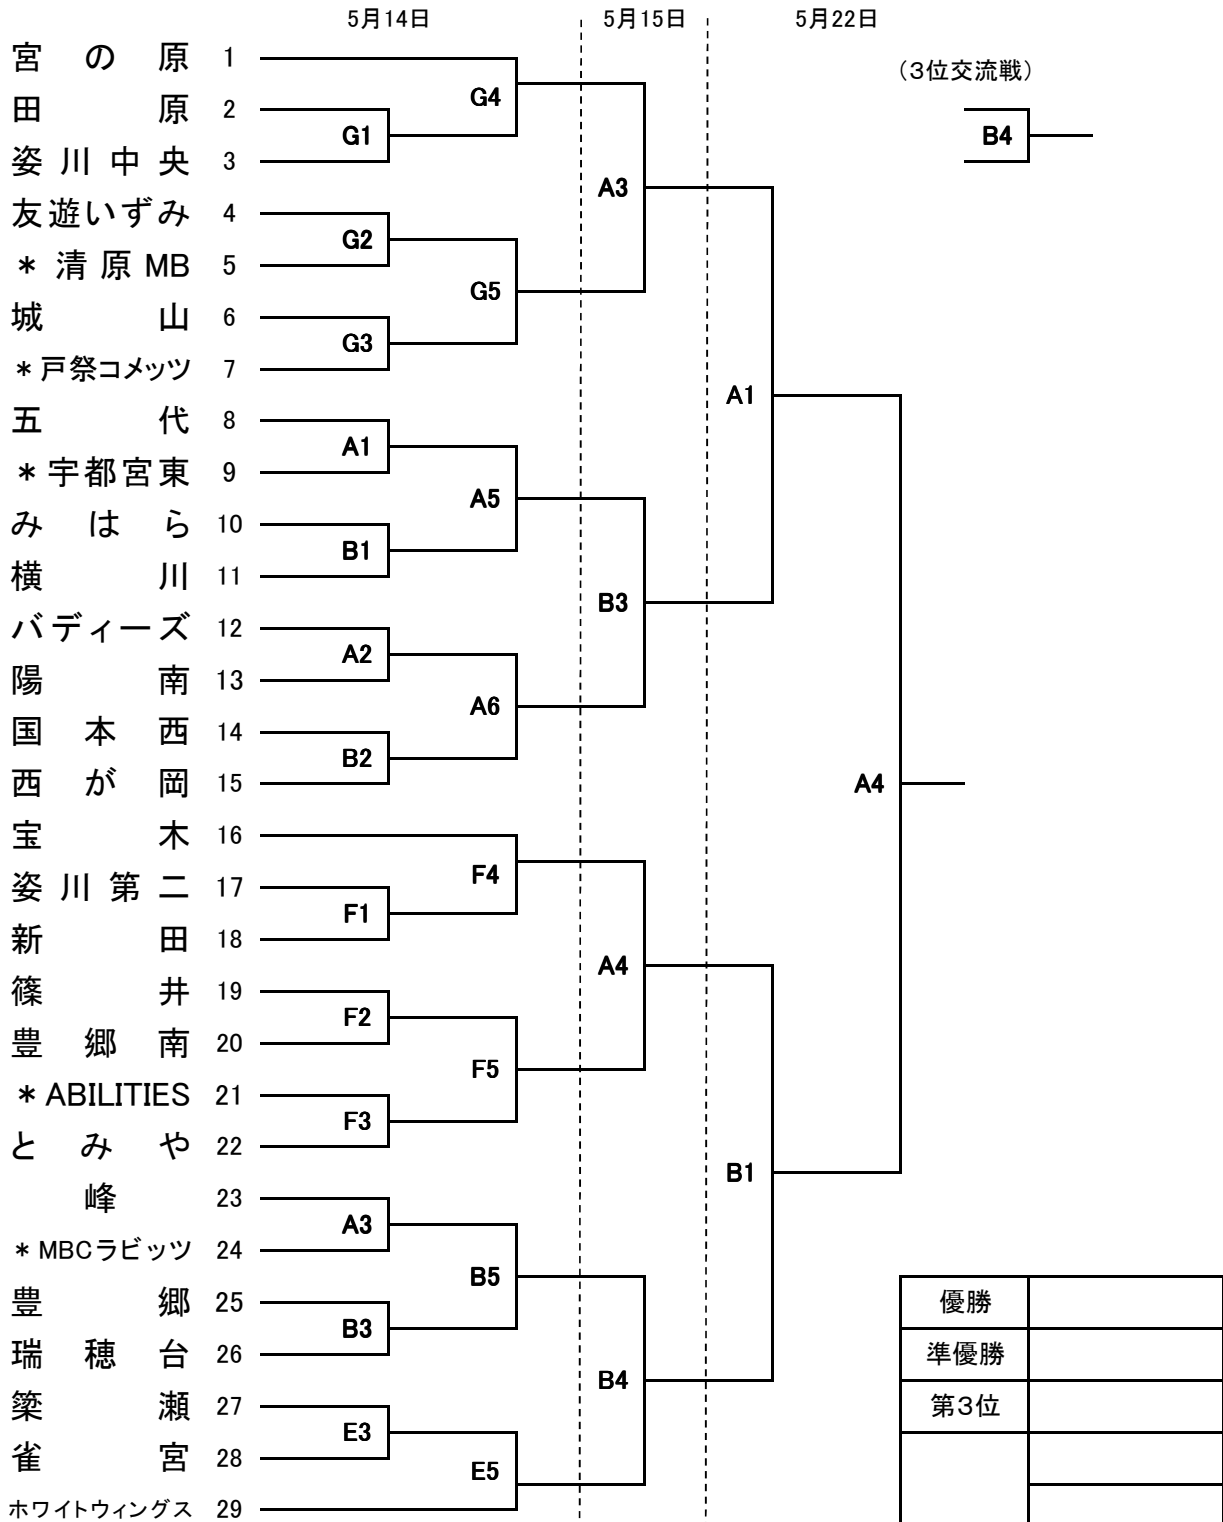 5月14日 5月15日 5月22日
(3位交流戦)
宮の原 1
田原 2
姿川中央 3
友遊いずみ 4
*清原MB 5
城山 6
*戸祭コメッツ 7
五代 8
*宇都宮東 9
みはら 10
横川 11
バディーズ 12
陽南 13
国本西 14
西が岡 15
宝木 16
姿川第二 17
新田 18
篠井 19
豊郷南 20
*ABILITIES 21
とみや 22
峰 23
*MBCラビッツ 24
豊郷 25
瑞穂台 26
簗瀬 27
雀宮 28
ホワイトウィングス 29
G1
G2
G3
A1
B1
A2
B2
F1
F2
F3
A3
B3
E3
G4
G5
A5
A6
F4
F5
B5
E5
A3
B3
A4
B4
A1
B1
A4
B4
優勝
準優勝
第3位